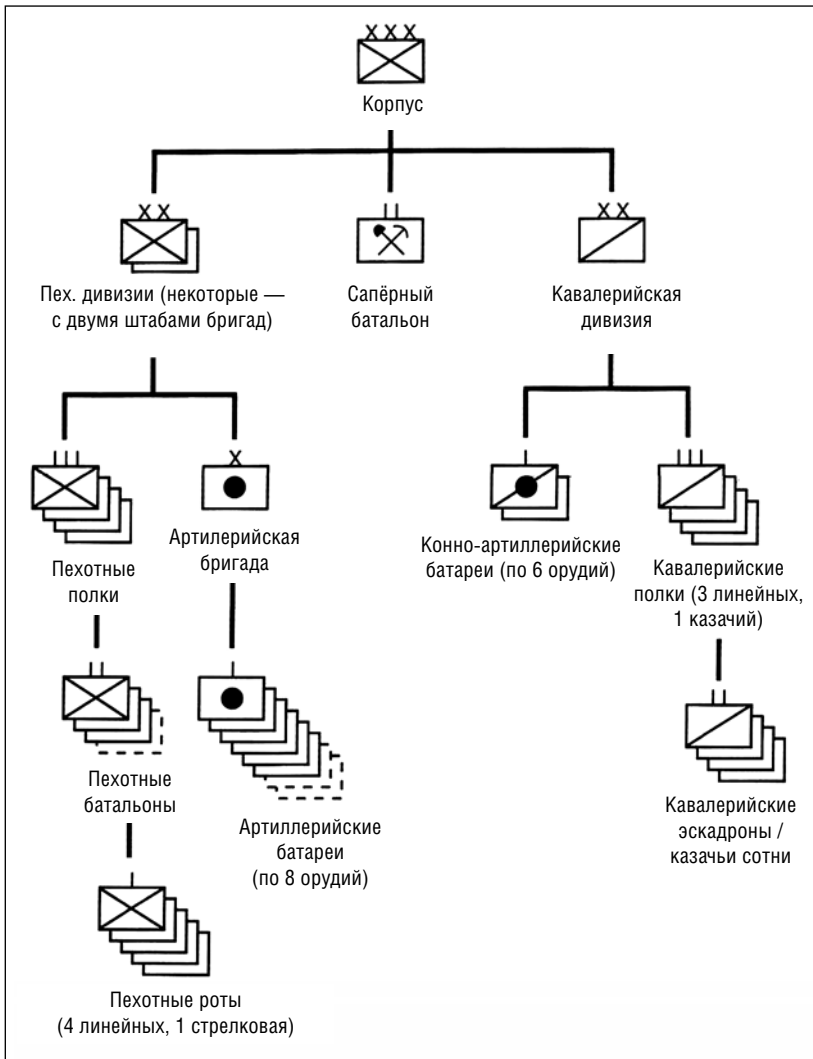 X X X
Корпус
X X
Пех. дивизии (некоторые —
с двумя штабами бригад)
Сапёрный
батальон
X X
Кавалерийская
дивизия
Пехотные
полки
X
Артилерийская
бригада
Конно-артиллерийские
батареи (по 6 орудий)
Кавалерийские
полки (3 линейных,
1 казачий)
Пехотные
батальоны
Артиллерийские
батареи
(по 8 орудий)
Кавалерийские
эскадроны /
казачьи сотни
Пехотные роты
(4 линейных, 1 стрелковая)